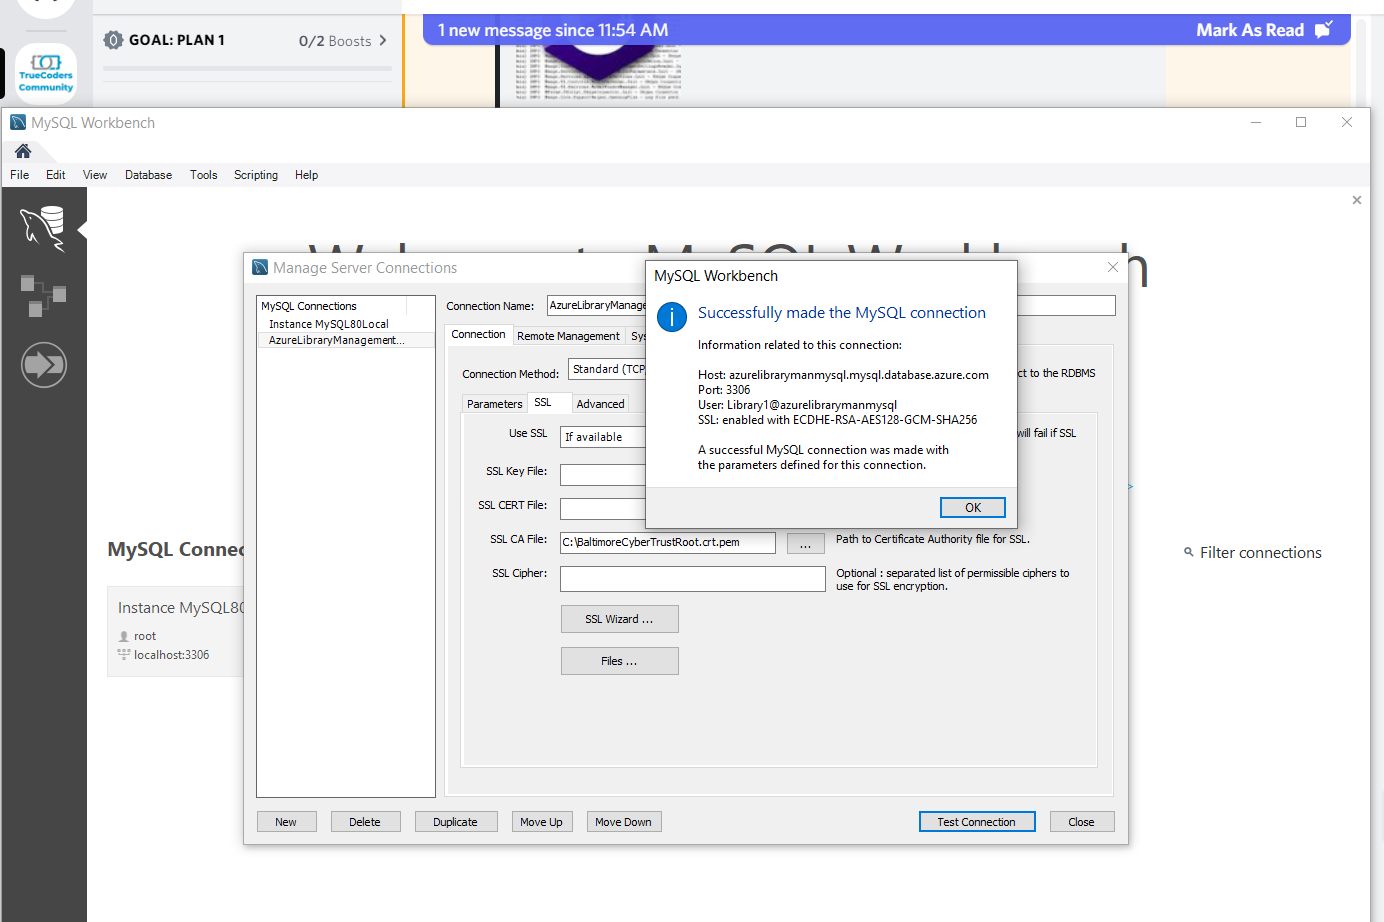 GOAL: PLAN 1
0/2 Boosts
1 new message since 11:54 AM
Mark As Read
TrueCoders
Community
MySQL Workbench
File Edit View Database Tools Scripting Help
Manage Server Connections
MySQL Connections
Instance MySQL80Local
AzureLibraryManagement...
Connection Name:
AzureLibraryManage
Connection Remote Management
Connection Method:
Standard (TCP
ct to the RDBMS
Parameters SSL Advanced
Use SSL
If available
will fail if SSL
SSL Key File:
SSL CERT File:
SSL CA File:
C:\BaltimoreCyberTrustRoot.crt.pem
...
Path to Certificate Authority file for SSL.
SSL Cipher:
Optional : separated list of permissible ciphers to
use for SSL encryption.
SSL Wizard ...
Files ...
New Delete Duplicate Move Up Move Down Test Connection Close
MySQL Workbench
Successfully made the MySQL connection
Information related to this connection:
Host: azurelibrarymanmysql.mysql.database.azure.com
Port: 3306
User: Library1@azurelibrarymanmysql
SSL: enabled with ECDHE-RSA-AES128-GCM-SHA256
A successful MySQL connection was made with
the parameters defined for this connection.
OK
MySQL Connec
Filter connections
Instance MySQL80
root
localhost:3306